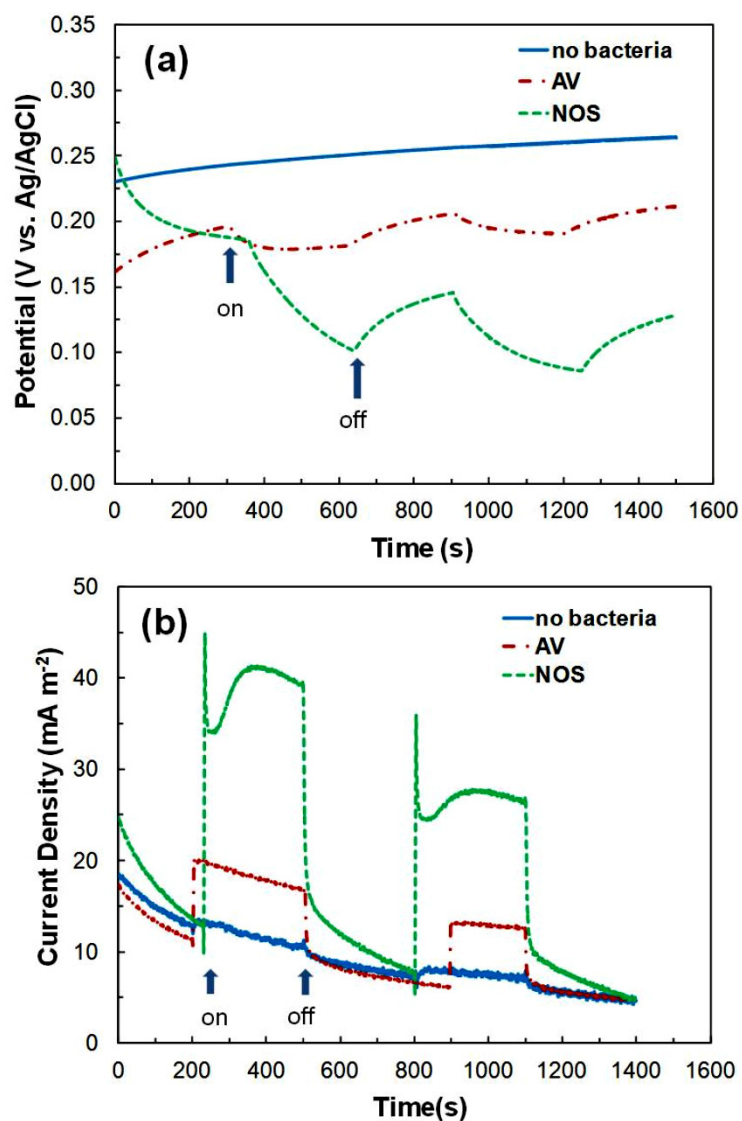 (a)
no bacteria
AV
NOS
Potential (V vs. Ag/AgCl)
0.35
0.30
0.25
0.20
0.15
0.10
0.05
0.00
on
off
0 200 400 600 800 1000 1200 1400 1600
Time (s)
(b)
no bacteria
AV
NOS
Current Density (mA m-2)
50
40
30
20
10
0
on off
0 200 400 600 800 1000 1200 1400 1600
Time(s)